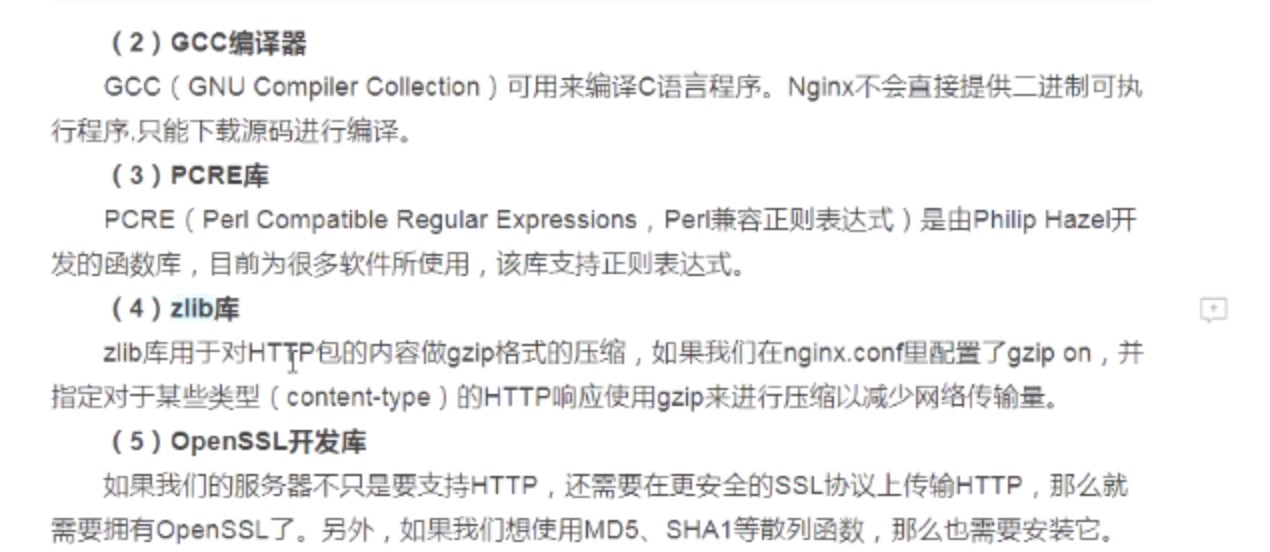 （2）GCC编译器
GCC（GNU Compiler Collection）可用来编译C语言程序。Nginx不会直接提供二进制可执
行程序,只能下载源码进行编译。
（3）PCRE库
PCRE（Perl Compatible Regular Expressions，Perl兼容正则表达式）是由Philip Hazel开
发的函数库，目前为很多软件所使用，该库支持正则表达式。
（4）zlib库
zlib库用于对HTTP包的内容做gzip格式的压缩，如果我们在nginx.conf里配置了gzip on，并
指定对于某些类型（content-type）的HTTP响应使用gzip来进行压缩以减少网络传输量。
（5）OpenSSL开发库
如果我们的服务器不只是要支持HTTP，还需要在更安全的SSL协议上传输HTTP，那么就
需要拥有OpenSSL了。另外，如果我们想使用MD5、SHA1等散列函数，那么也需要安装它。